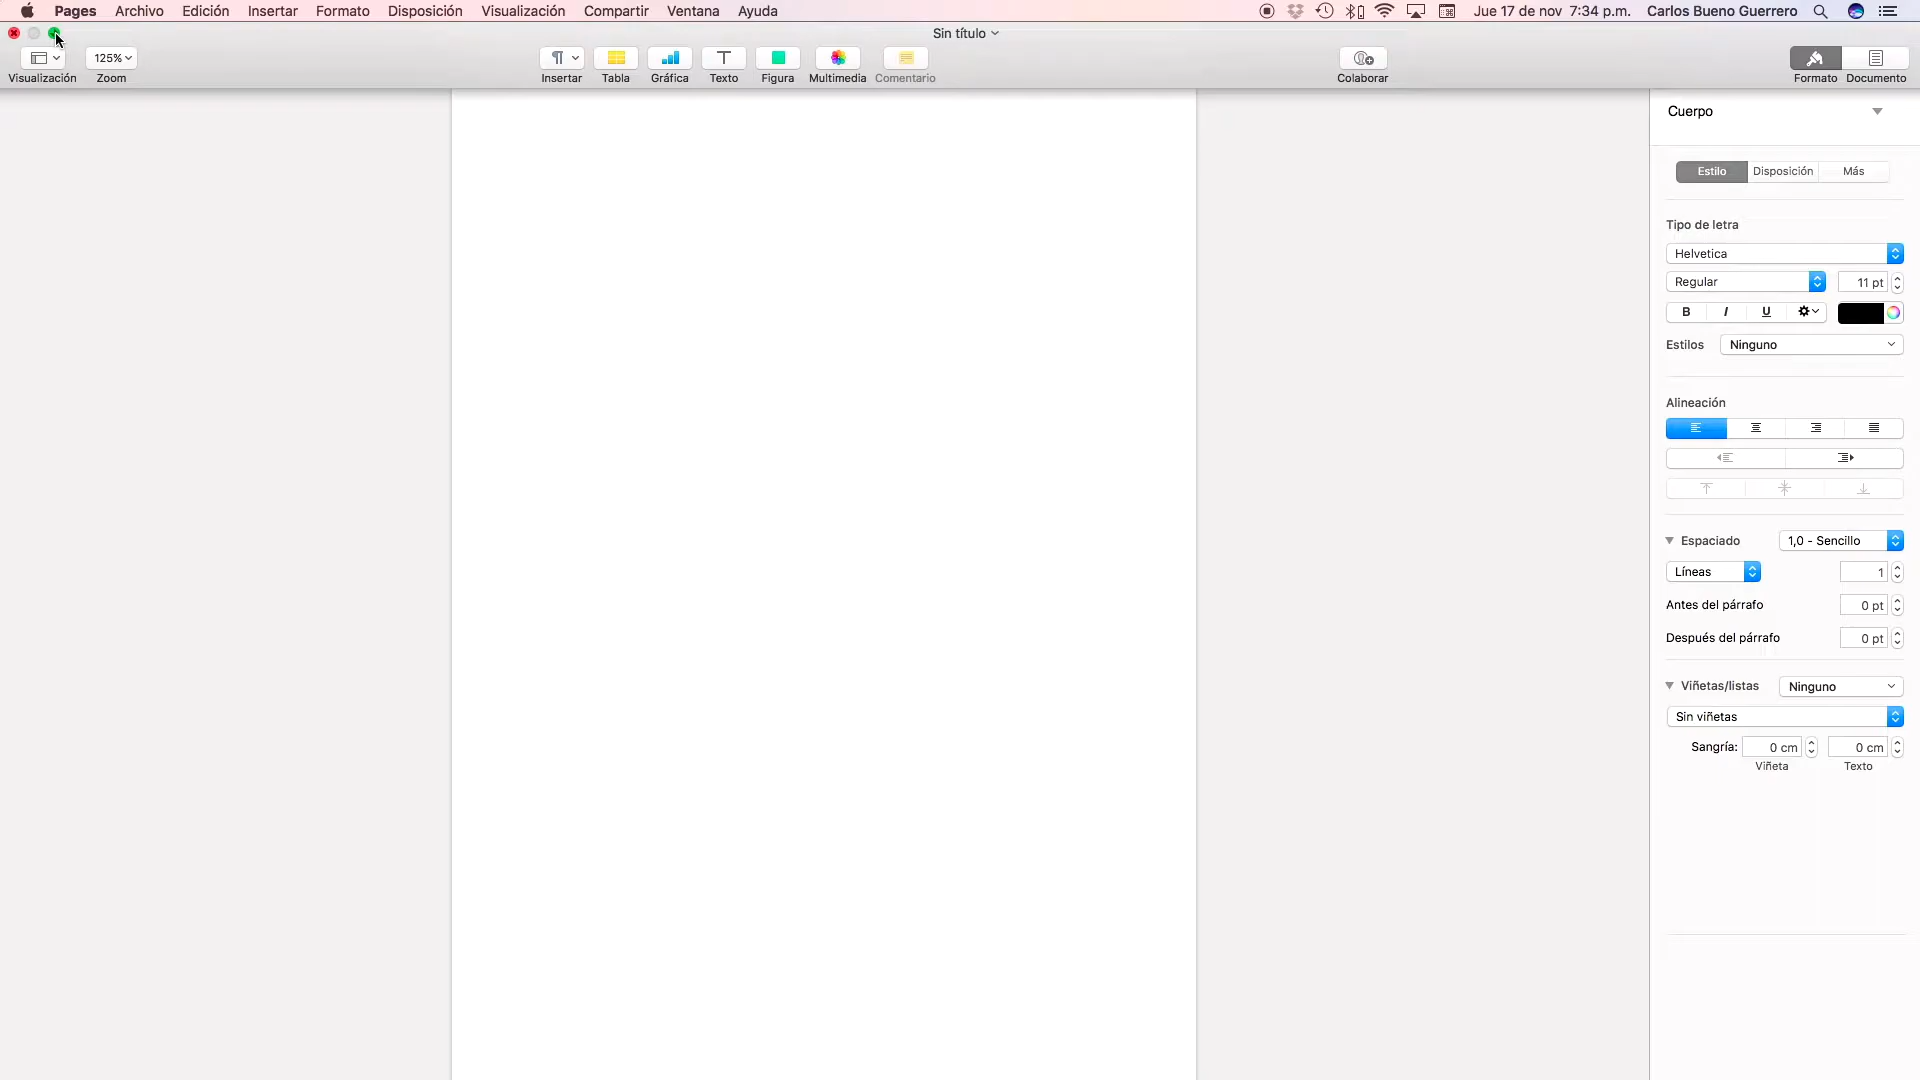 Pages Archivo Edición Insertar Formato Disposición Visualización Compartir Ventana Ayuda Jue 17 de nov 7:34 p.m. Carlos Bueno Guerrero
Sin título
125%
Visualización Zoom Insertar Tabla Gráfica Texto Figura Multimedia Comentario Colaborar Formato Documento
Cuerpo
Estilo Disposición Más
Tipo de letra
Helvetica
Regular 11 pt
B I U
Estilos Ninguno
Alineación
Espaciado 1,0 - Sencillo
Líneas 1
Antes del párrafo 0 pt
Después del párrafo 0 pt
Viñetas/listas Ninguno
Sin viñetas
Sangría: 0 cm 0 cm
Viñeta Texto